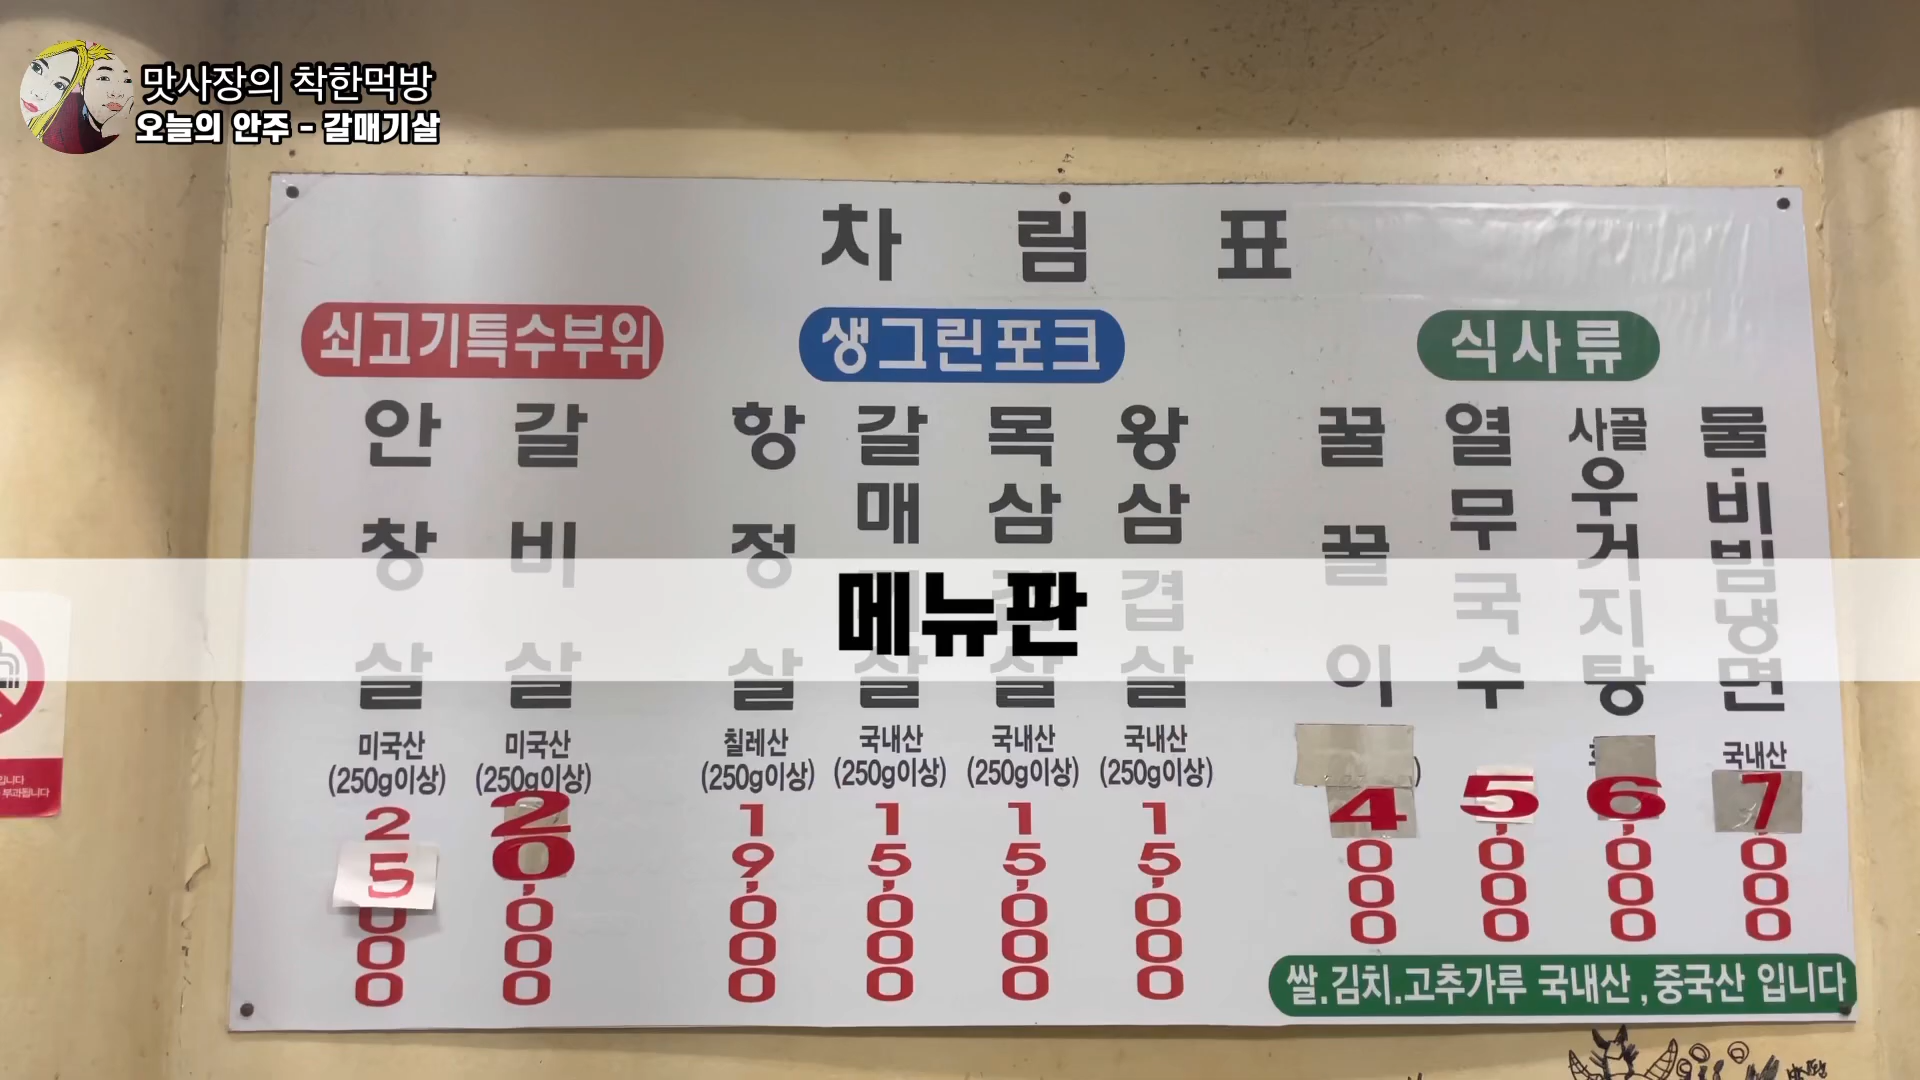 맛사장의 착한먹방
오늘의 안주 - 갈매기살
차림표
쇠고기특수부위
안창살
미국산
(250g이상)
25,000
갈비살
미국산
(250g이상)
20,000
생그린포크
항정살
칠레산
(250g이상)
19,000
갈매기살
국내산
(250g이상)
15,000
목삼겹살
국내산
(250g이상)
15,000
왕삼겹살
국내산
(250g이상)
15,000
식사류
꿀꿀이
4000
열무국수
5,000
사골우거지탕
6,000
물·비빔냉면
국내산
7000
쌀.김치.고추가루 국내산, 중국산 입니다
메뉴판